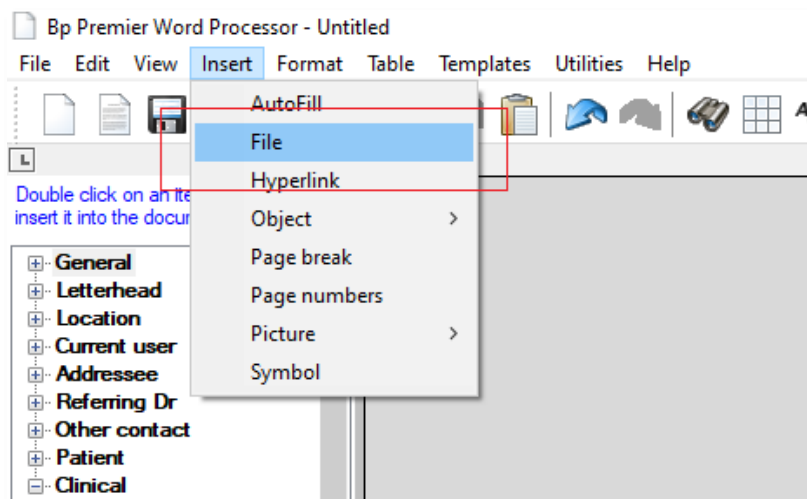 Bp Premier Word Processor - Untitled
File Edit View Insert Format Table Templates Utilities Help
AutoFill
File
Hyperlink
Object
Page break
Page numbers
Picture
Symbol
L
Double click on an
insert it into the
General
Letterhead
Location
Current user
Addressee
Referring Dr
Other contact
Patient
Clinical